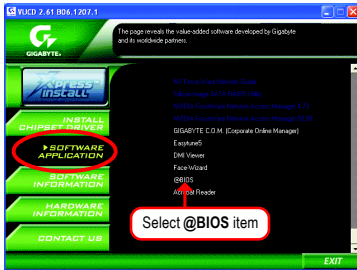 VUCD 2.61 B06.1207.1
The page reveals the value-added software developed by Gigabyte
and its worldwide partners.
GIGABYTE
Xpress
Install
INSTALL
CHIPSET DRIVER
SOFTWARE
APPLICATION
SOFTWARE
INFORMATION
HARDWARE
INFORMATION
CONTACT US
GIGABYTE C.O.M. (Corporate Online Manager)
Easytune5
DMI Viewer
Face Wizard
@BIOS
Acrobat Reader
Select @BIOS item
EXIT